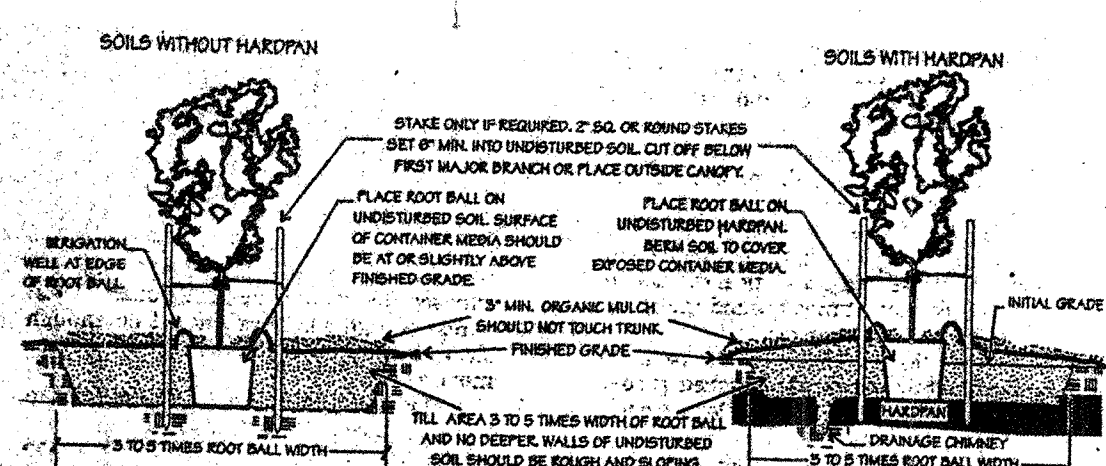 SOILS WITHOUT HARDPAN
SOILS WITH HARDPAN
STAKE ONLY IF REQUIRED. 2" SQ. OR ROUND STAKES
SET 6" MIN. INTO UNDISTURBED SOIL. CUT OFF BELOW
FIRST MAJOR BRANCH OR PLACE OUTSIDE CANOPY.
PLACE ROOT BALL ON
UNDISTURBED SOIL. SURFACE
OF CONTAINER MEDIA SHOULD
BE AT OR SLIGHTLY ABOVE
FINISHED GRADE.
PLACE ROOT BALL ON
UNDISTURBED HARDPAN.
BERM SOIL TO COVER
EXPOSED CONTAINER MEDIA.
IRRIGATION
WELL AT EDGE
OF ROOT BALL
3" MIN. ORGANIC MULCH
SHOULD NOT TOUCH TRUNK.
INITIAL GRADE
FINISHED GRADE
TILL AREA 3 TO 5 TIMES WIDTH OF ROOT BALL
AND NO DEEPER. WALLS OF UNDISTURBED
SOIL SHOULD BE ROUGH AND SLOPING.
HARDPAN
DRAINAGE CHIMNEY
3 TO 5 TIMES ROOT BALL WIDTH
3 TO 5 TIMES ROOT BALL WIDTH